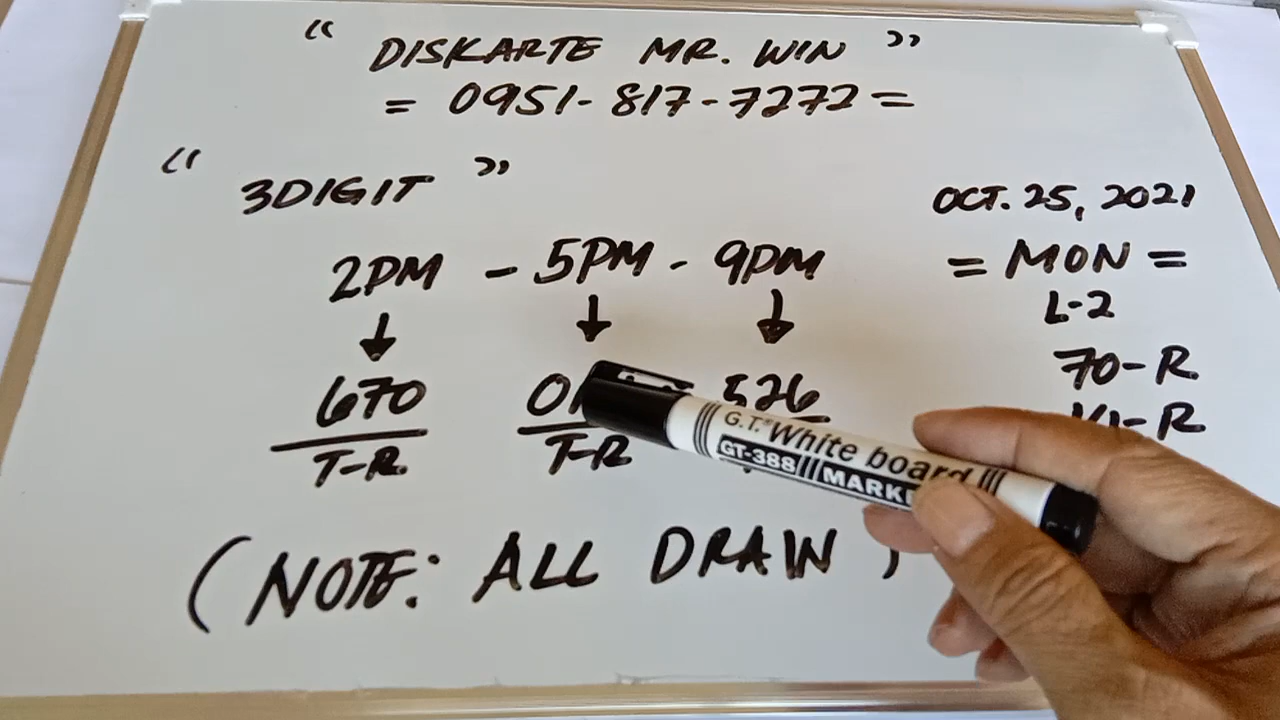 “ DISKARTE MR. WIN ”
= 0951-817-7272 =
“ 3DIGIT ”
OCT. 25, 2021
= MON =
L-2
70-R
2PM - 5PM - 9PM
670 526
T-R. T-R
G.T.® White board
GT-388 MARK
(NOTE: ALL DRAW)